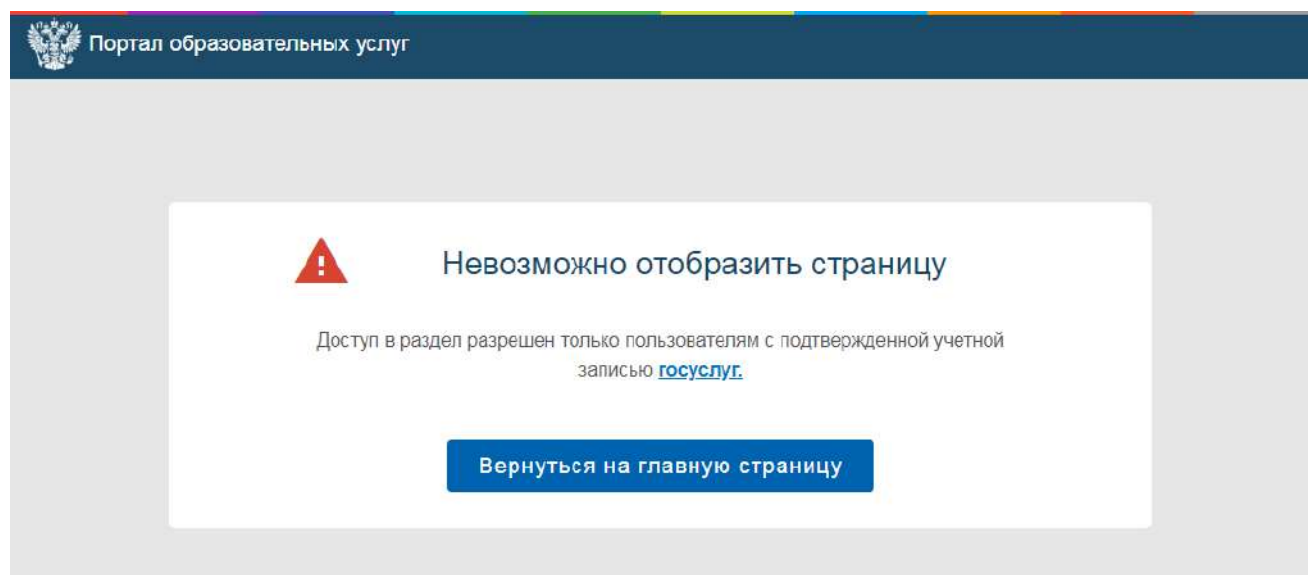 Портал образовательных услуг
Невозможно отобразить страницу
Доступ в раздел разрешен только пользователям с подтвержденной учетной
записью госуслуг.
Вернуться на главную страницу